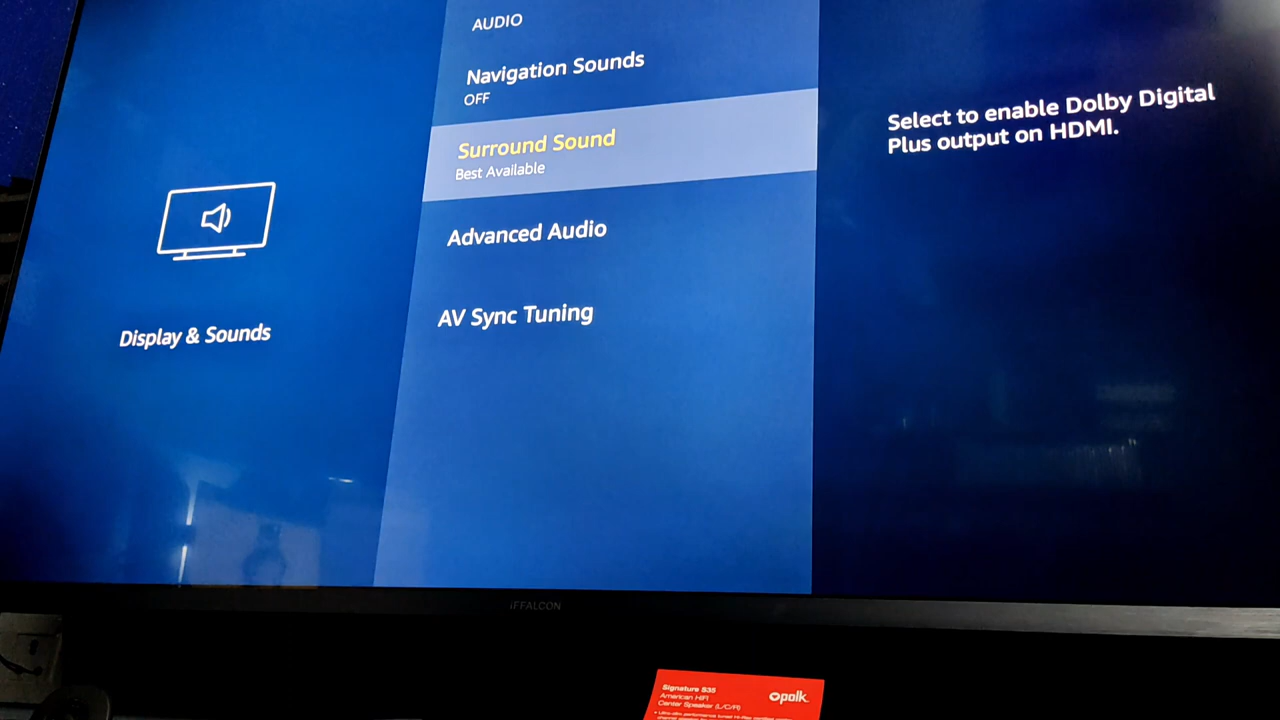 AUDIO
Navigation Sounds
OFF
Surround Sound
Best Available
Advanced Audio
AV Sync Tuning
Display & Sounds
Select to enable Dolby Digital
Plus output on HDMI.
iFFALCON
Signature S35
American HiFi
Center Speaker (L/C/R)
polk